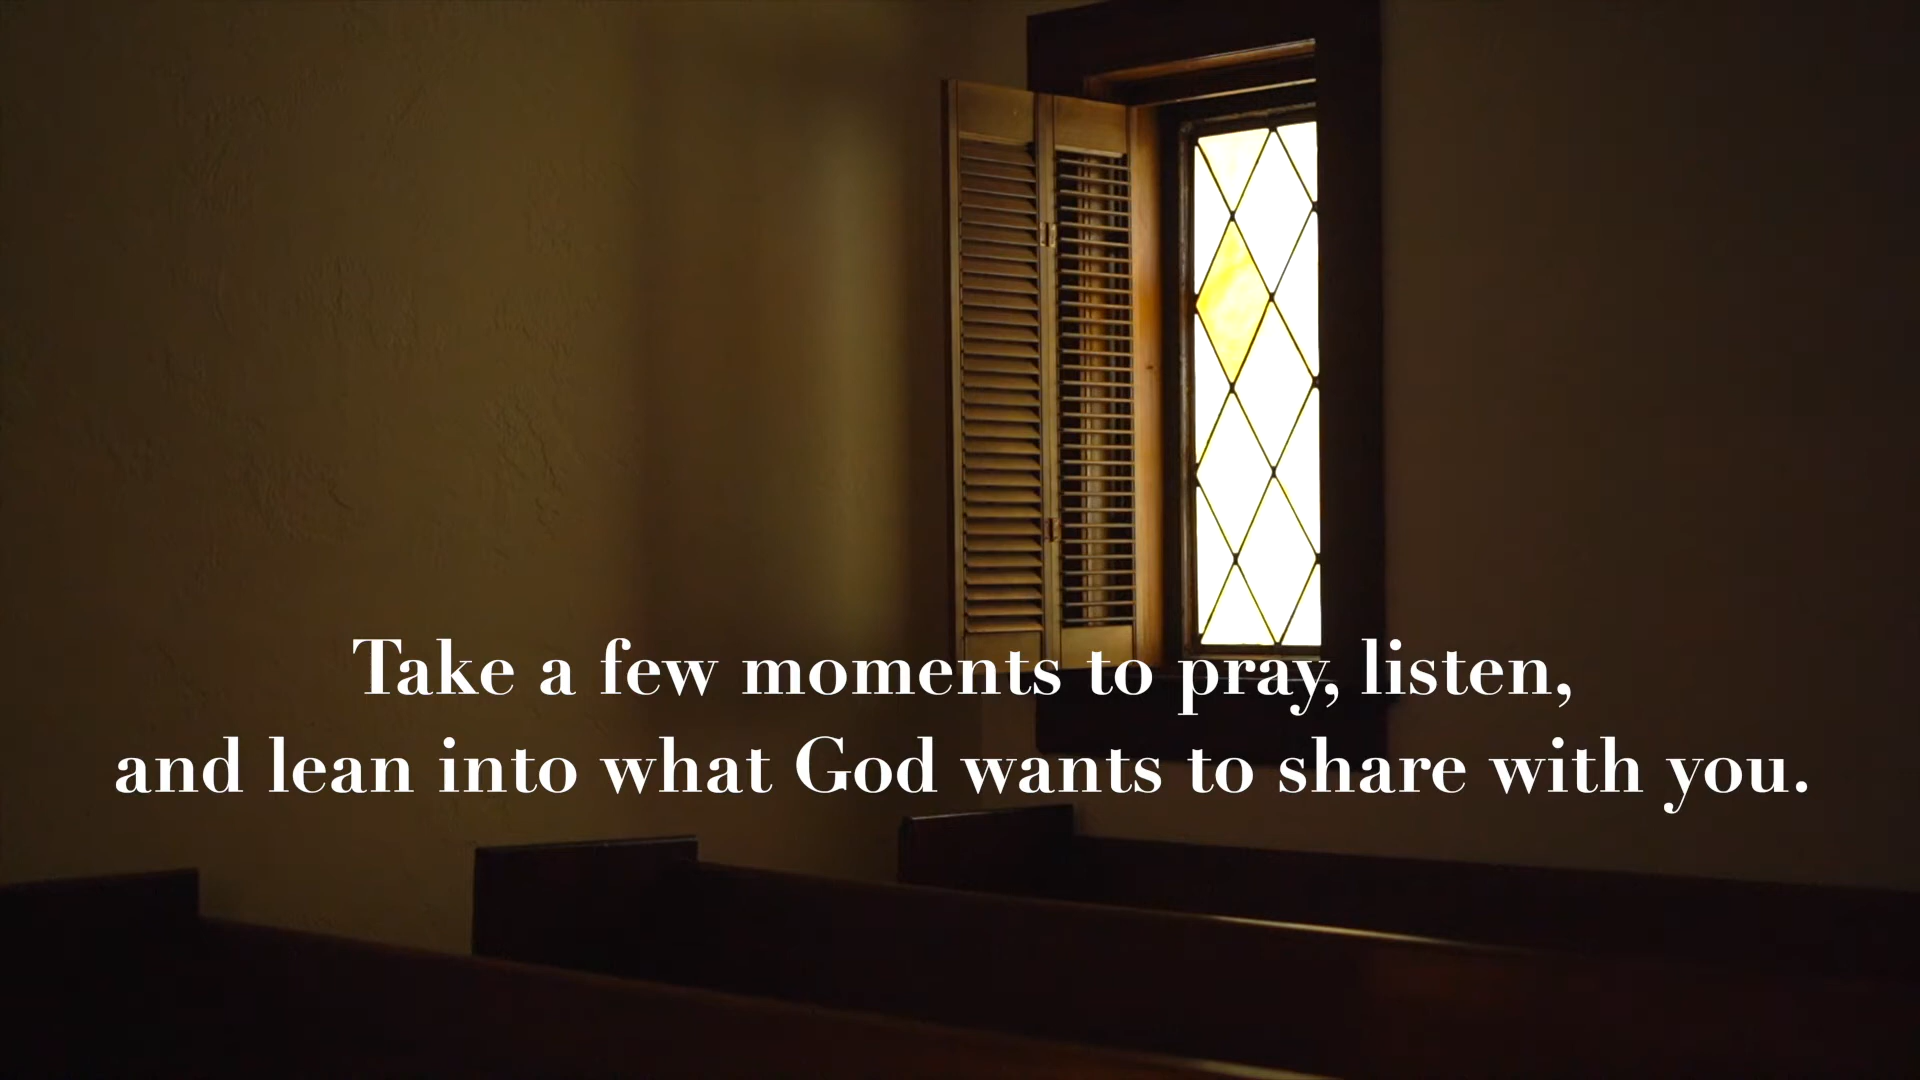 Take a few moments to pray, listen,
and lean into what God wants to share with you.